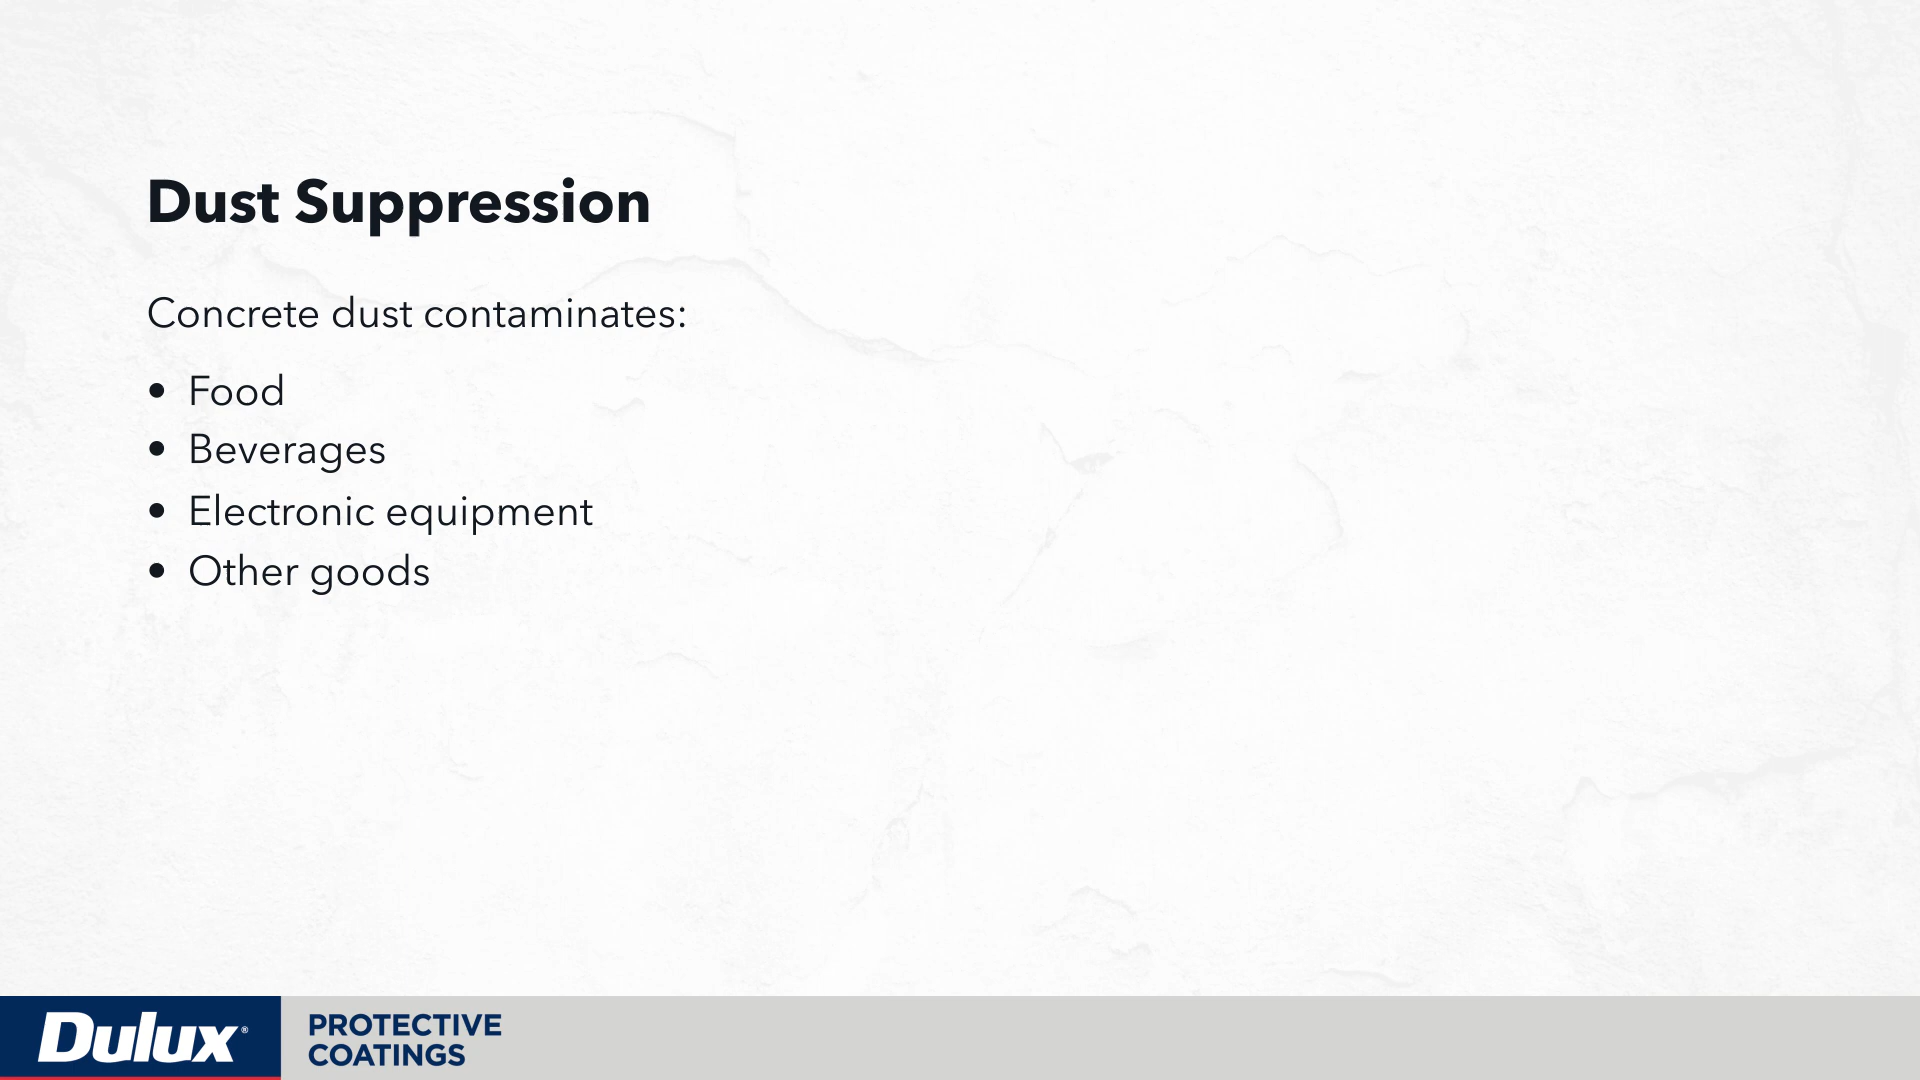 Dust Suppression
Concrete dust contaminates:
• Food
• Beverages
• Electronic equipment
• Other goods
Dulux®
PROTECTIVE
COATINGS